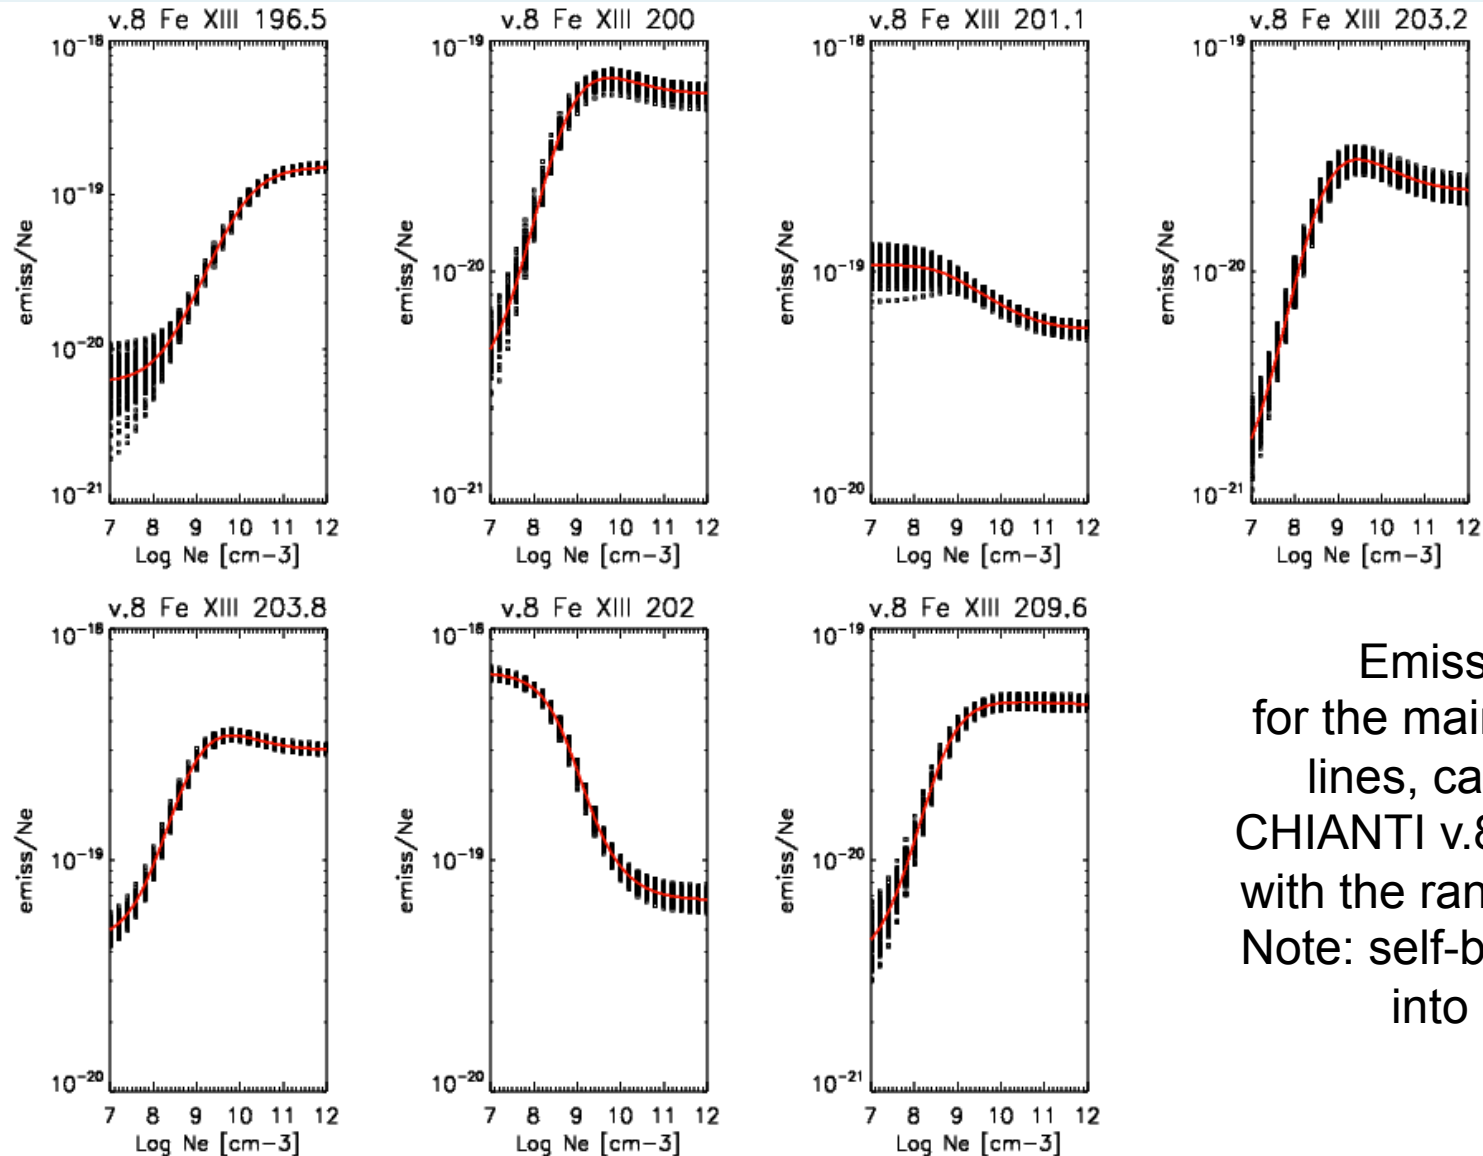 v.8 Fe XIII 196.5
10^-18
10^-19
10^-20
10^-21
emiss/Ne
7 8 9 10 11 12
Log Ne [cm-3]
v.8 Fe XIII 200
10^-19
10^-20
10^-21
emiss/Ne
7 8 9 10 11 12
Log Ne [cm-3]
v.8 Fe XIII 201.1
10^-18
10^-19
10^-20
emiss/Ne
7 8 9 10 11 12
Log Ne [cm-3]
v.8 Fe XIII 203.2
10^-19
10^-20
10^-21
emiss/Ne
7 8 9 10 11 12
Log Ne [cm-3]
v.8 Fe XIII 203.8
10^-18
10^-19
10^-20
emiss/Ne
7 8 9 10 11 12
Log Ne [cm-3]
v.8 Fe XIII 202
10^-18
10^-19
10^-20
emiss/Ne
7 8 9 10 11 12
Log Ne [cm-3]
v.8 Fe XIII 209.6
10^-19
10^-20
10^-21
emiss/Ne
7 8 9 10 11 12
Log Ne [cm-3]
Emiss
for the main
lines, ca
CHIANTI v.8
with the ran
Note: self-b
into